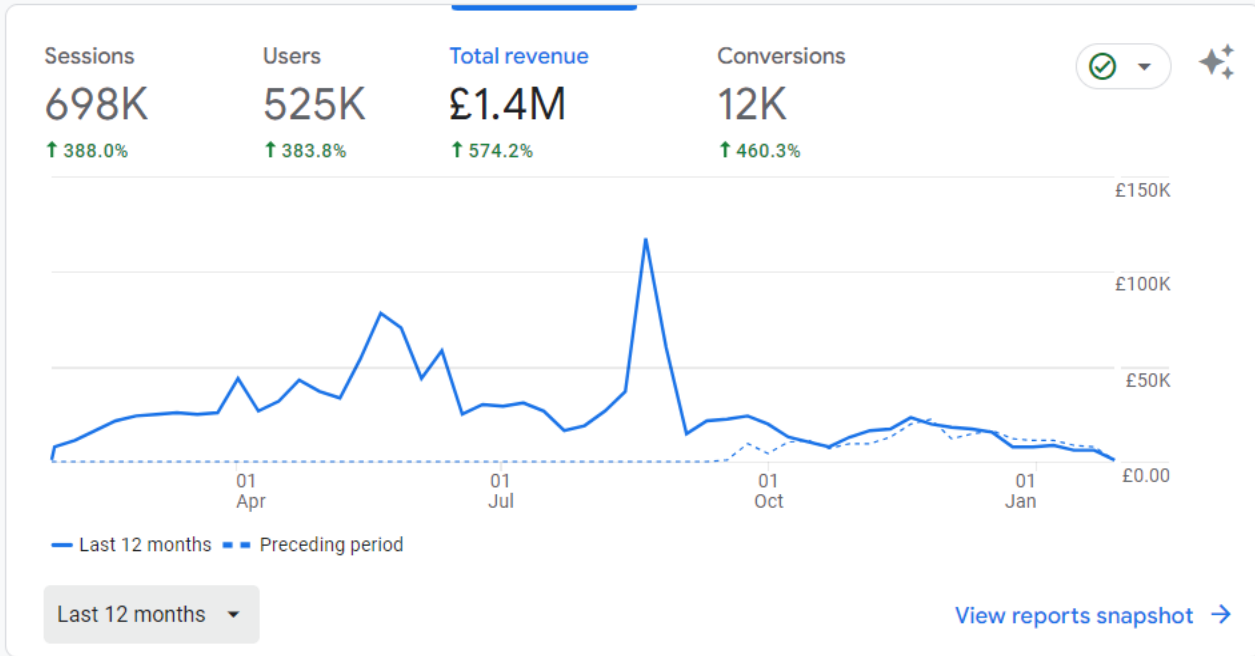 Sessions
Users
Total revenue
Conversions
698K
525K
£1.4M
12K
↑ 388.0%
↑ 383.8%
↑ 574.2%
↑ 460.3%
£150K
£100K
£50K
£0.00
01 Apr
01 Jul
01 Oct
01 Jan
Last 12 months
Preceding period
Last 12 months
View reports snapshot →